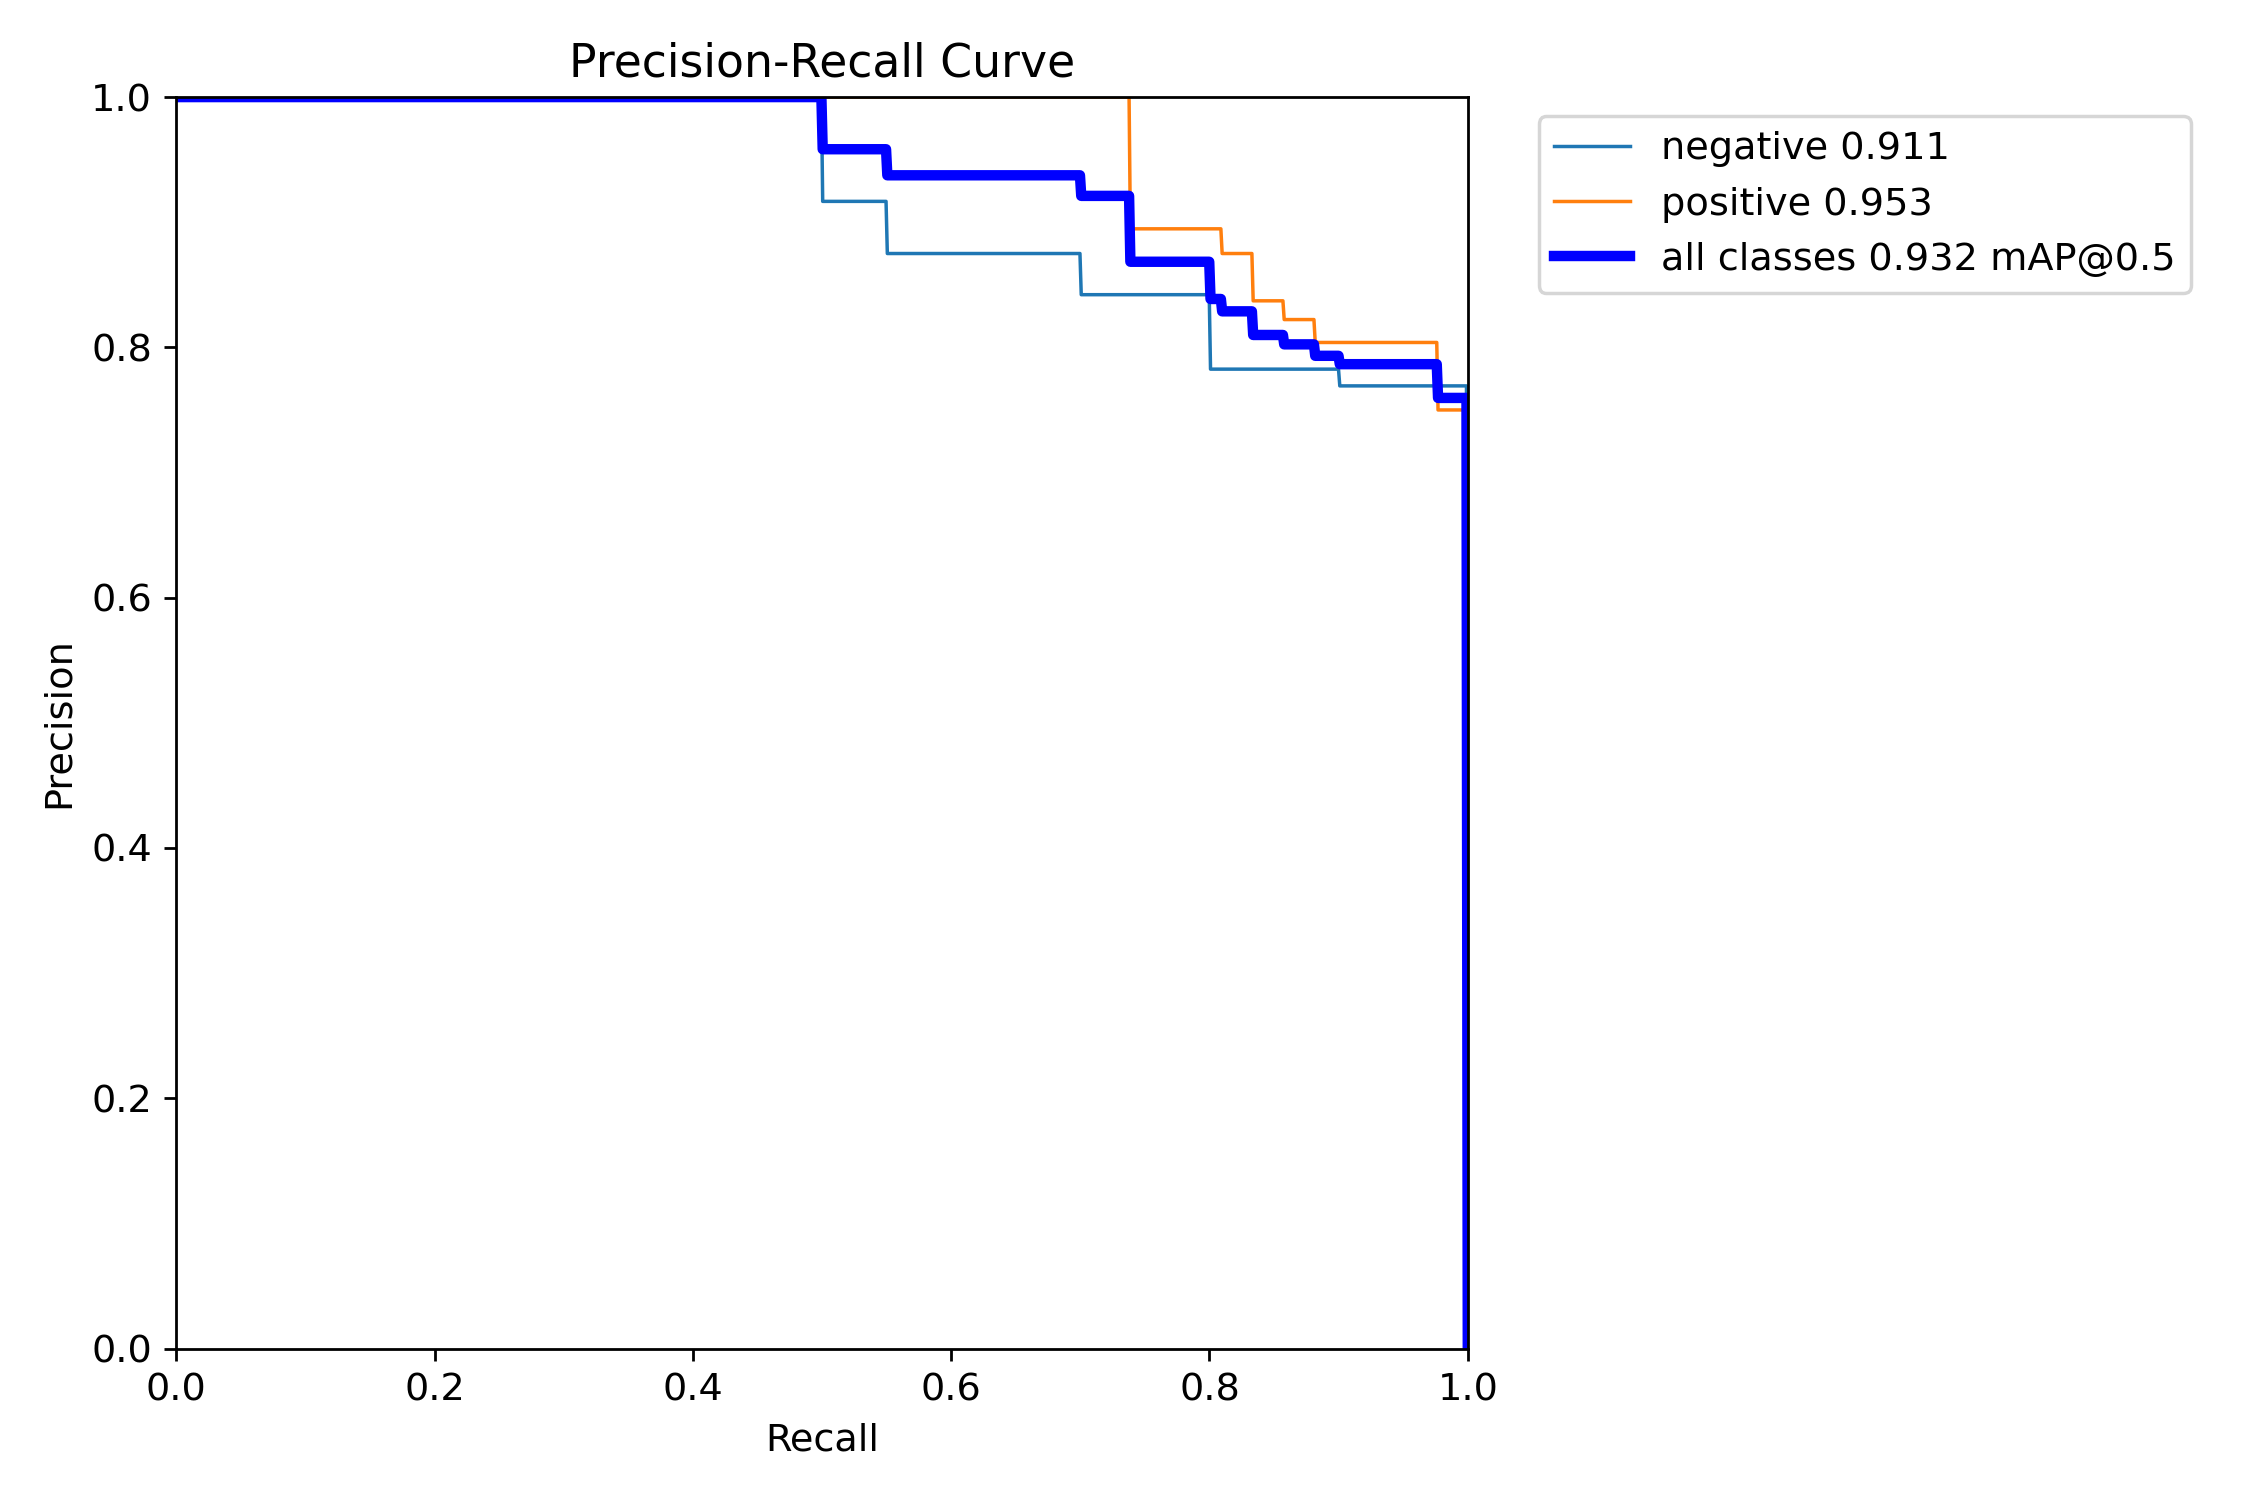 Precision-Recall Curve
1.0
0.8
0.6
0.4
0.2
0.0
Precision
0.0 0.2 0.4 0.6 0.8 1.0
Recall
negative 0.911
positive 0.953
all classes 0.932 mAP@0.5